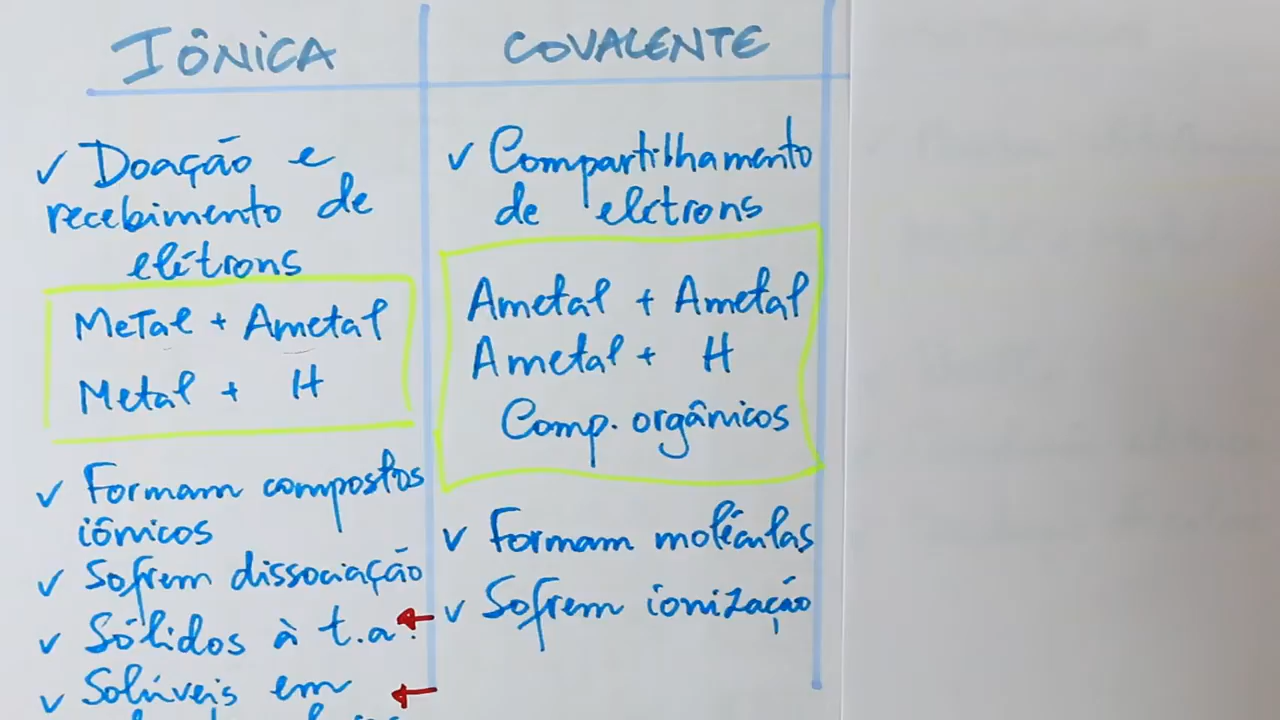 IÔNICA
✓ Doação e
recebimento de
elétrons
Metal + Ametal
Metal + H
✓ Formam compostos
iônicos
✓ Sofrem dissociação
✓ Sólidos à t.a.
✓ Solúveis em
COVALENTE
✓ Compartilhamento
de elétrons
Ametal + Ametal
Ametal + H
Comp. orgânicos
✓ Formam moléculas
✓ Sofrem ionização